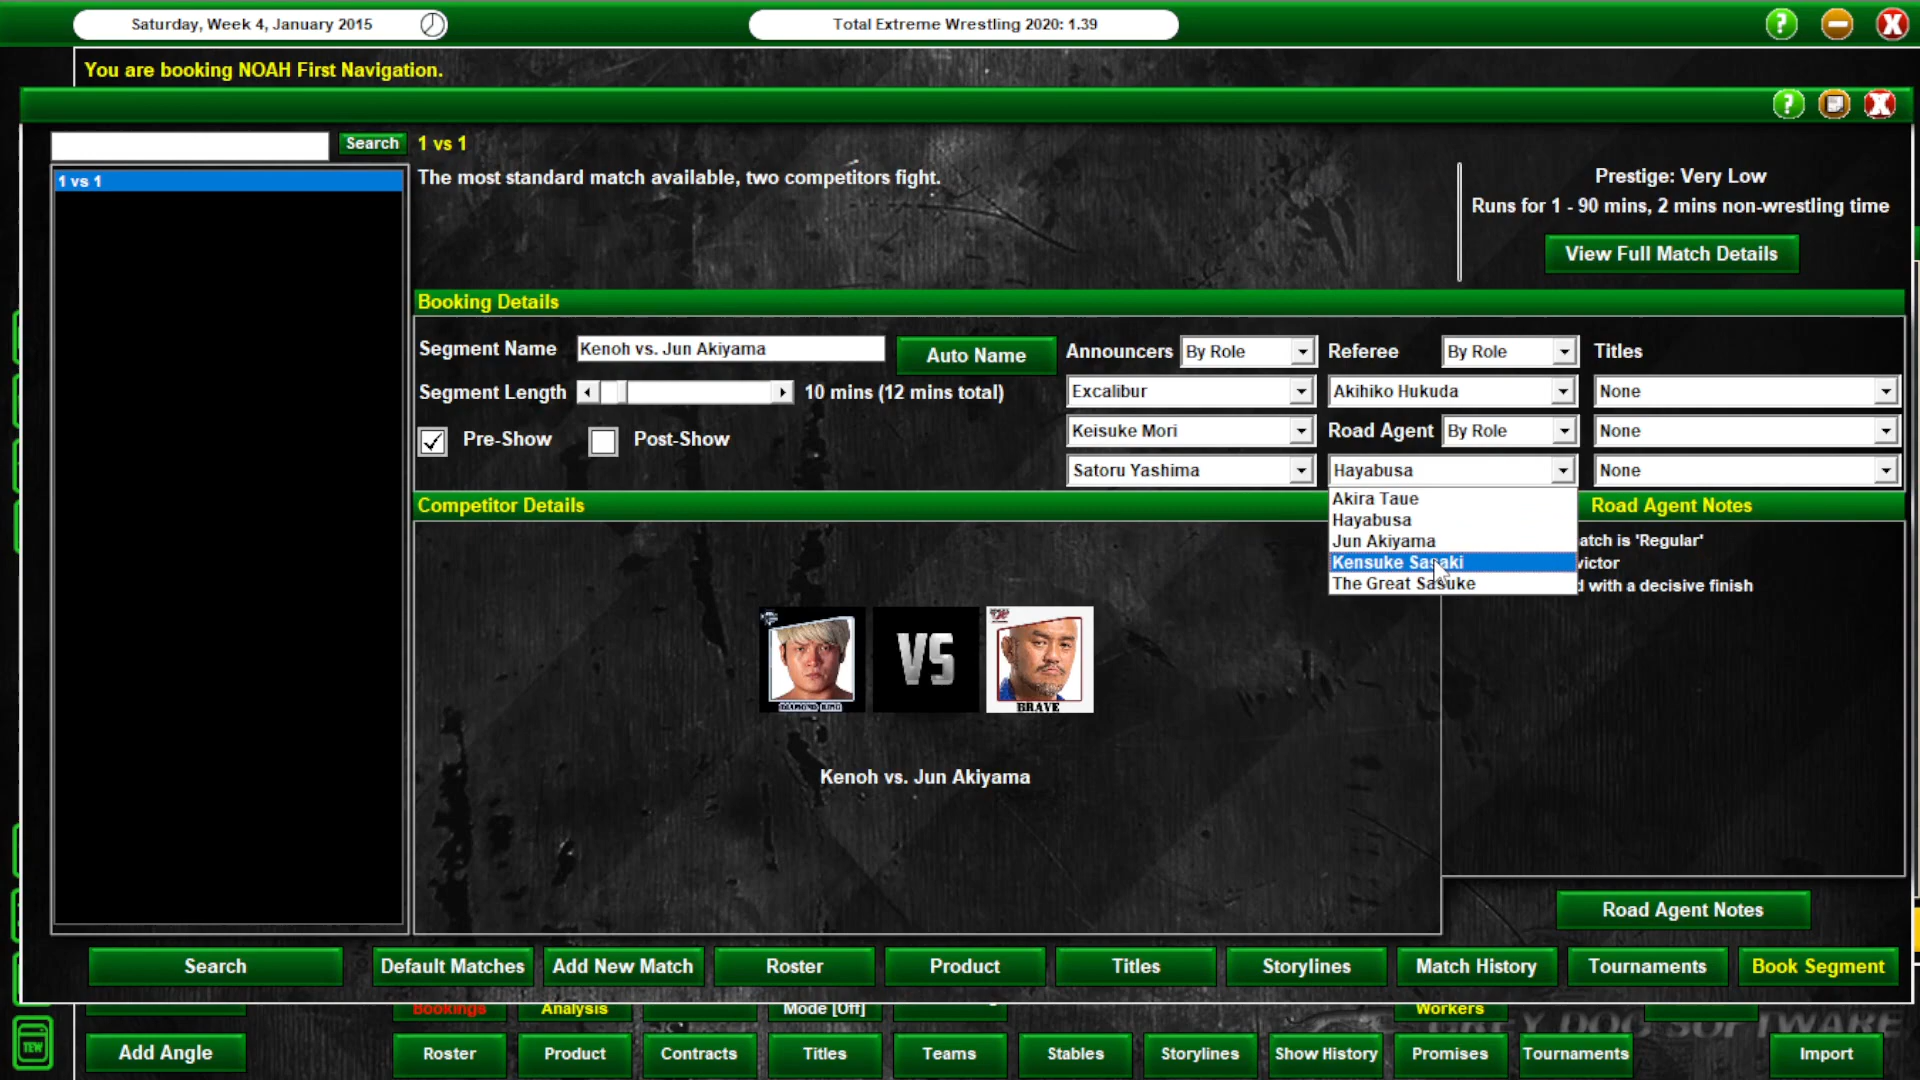 Saturday, Week 4, January 2015
Total Extreme Wrestling 2020: 1.39
You are booking NOAH First Navigation.
Search
1 vs 1
1 vs 1
The most standard match available, two competitors fight.
Prestige: Very Low
Runs for 1 - 90 mins, 2 mins non-wrestling time
View Full Match Details
Booking Details
Segment Name
Kenoh vs. Jun Akiyama
Auto Name
Announcers
By Role
Referee
By Role
Titles
Segment Length
10 mins (12 mins total)
Excalibur
Akihiko Hukuda
None
Pre-Show
Post-Show
Keisuke Mori
Road Agent
By Role
None
Satoru Yashima
Hayabusa
None
Competitor Details
Road Agent Notes
Akira Taue
Hayabusa
Jun Akiyama
Kensuke Sasaki
The Great Sasuke
atch is 'Regular'
victor
d with a decisive finish
DIAMOND RING
VS
BRAVE
Kenoh vs. Jun Akiyama
Road Agent Notes
Search
Default Matches
Add New Match
Roster
Product
Titles
Storylines
Match History
Tournaments
Book Segment
Bookings
Analysis
Mode [Off]
Workers
GREY DOG SOFTWARE
TEW
Add Angle
Roster
Product
Contracts
Titles
Teams
Stables
Storylines
Show History
Promises
Tournaments
Import